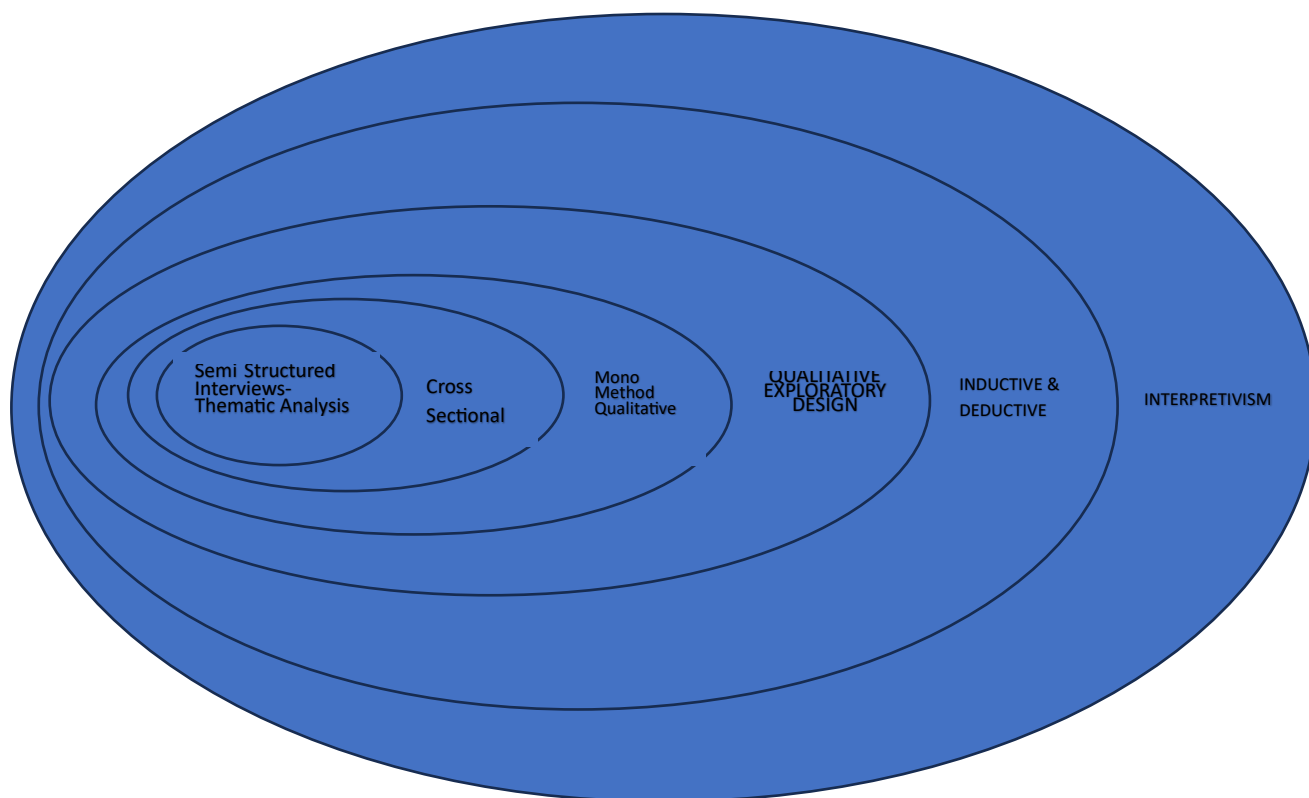 Semi Structured
Interviews-
Thematic Analysis
Cross
Sectional
Mono
Method
Qualitative
QUALITATIVE
EXPLORATORY
DESIGN
INDUCTIVE &
DEDUCTIVE
INTERPRETIVISM